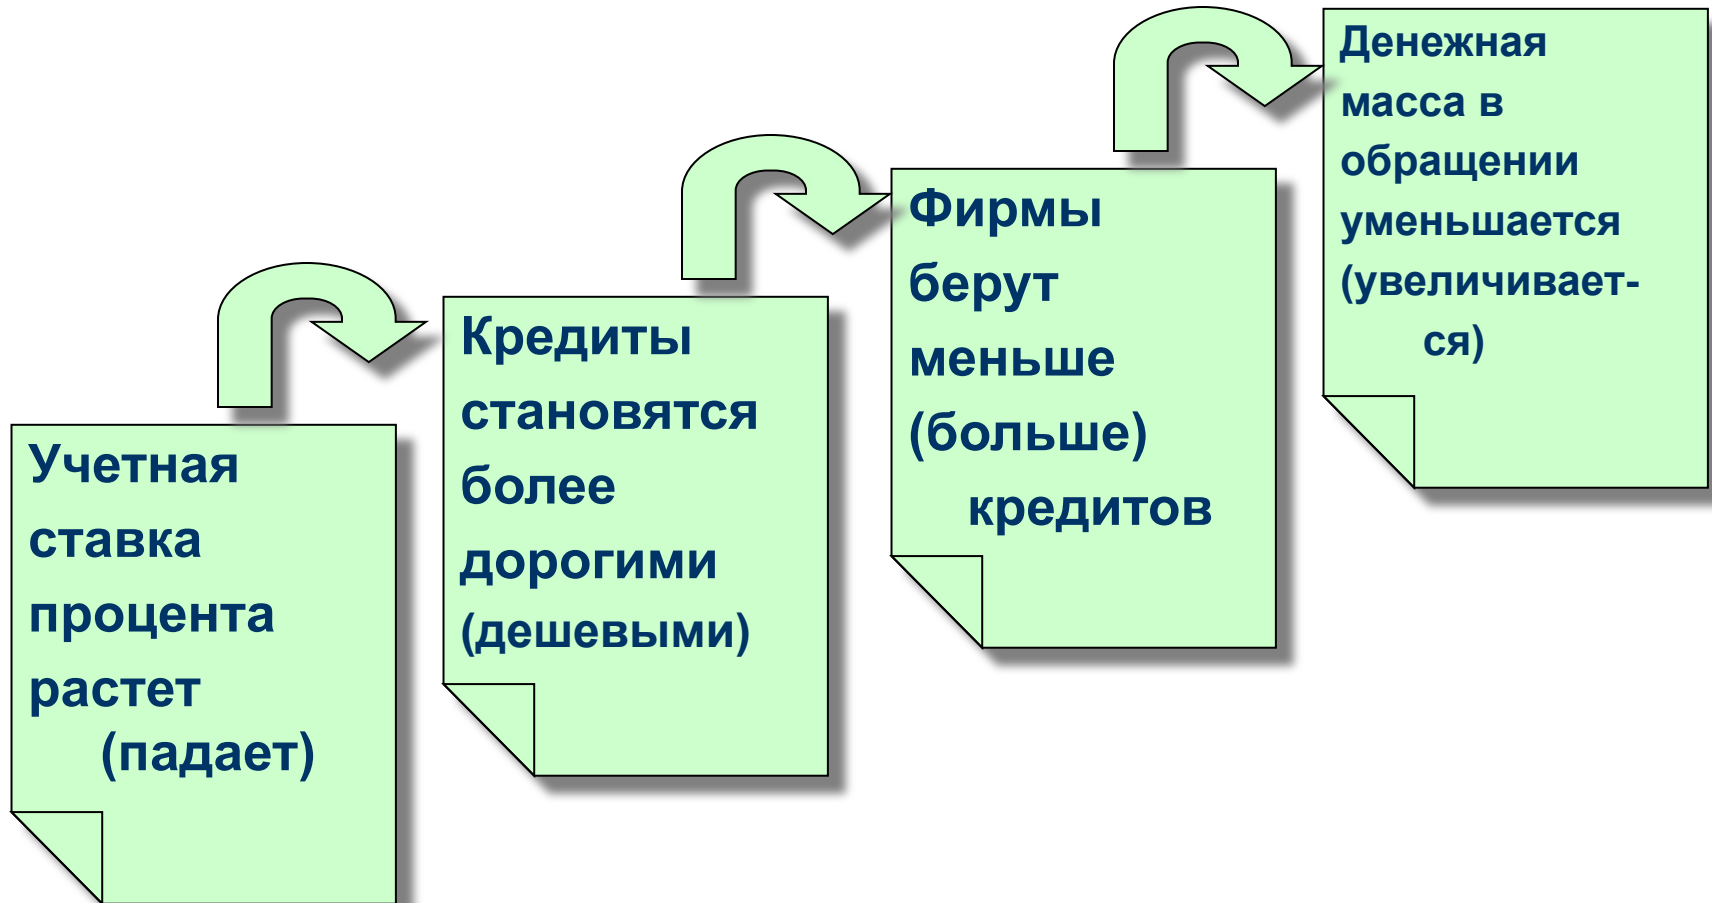 Учетная
ставка
процента
растет
(падает)
Кредиты
становятся
более
дорогими
(дешевыми)
Фирмы
берут
меньше
(больше)
кредитов
Денежная
масса в
обращении
уменьшается
(увеличивает-
ся)